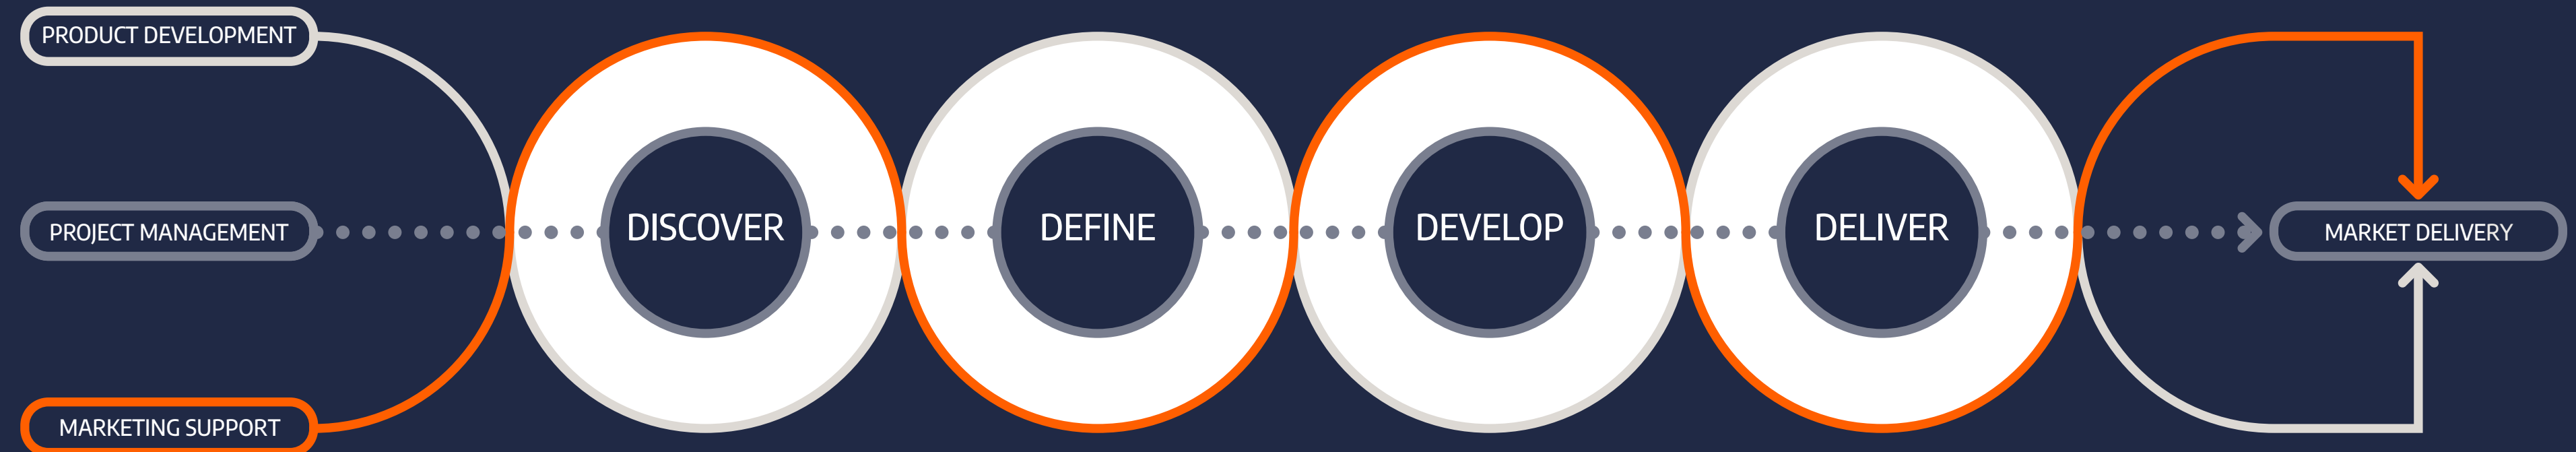 PRODUCT DEVELOPMENT
PROJECT MANAGEMENT
MARKETING SUPPORT
DISCOVER
DEFINE
DEVELOP
DELIVER
MARKET DELIVERY